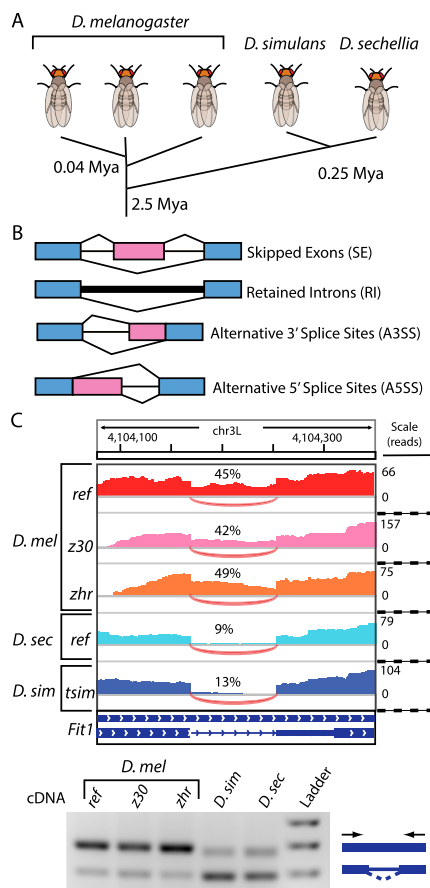 A
D. melanogaster
D. simulans D. sechellia
0.04 Mya
0.25 Mya
2.5 Mya
B
Skipped Exons (SE)
Retained Introns (RI)
Alternative 3' Splice Sites (A3SS)
Alternative 5' Splice Sites (A5SS)
C
chr3L
Scale
(reads)
4,104,100 4,104,300
D. mel
ref 45% 66
0
z30 42% 157
0
zhr 49% 75
0
D. sec ref 9% 79
0
D. sim tsim 13% 104
0
Fit1
D. mel
cDNA ref z30 zhr D. sim D. sec Ladder